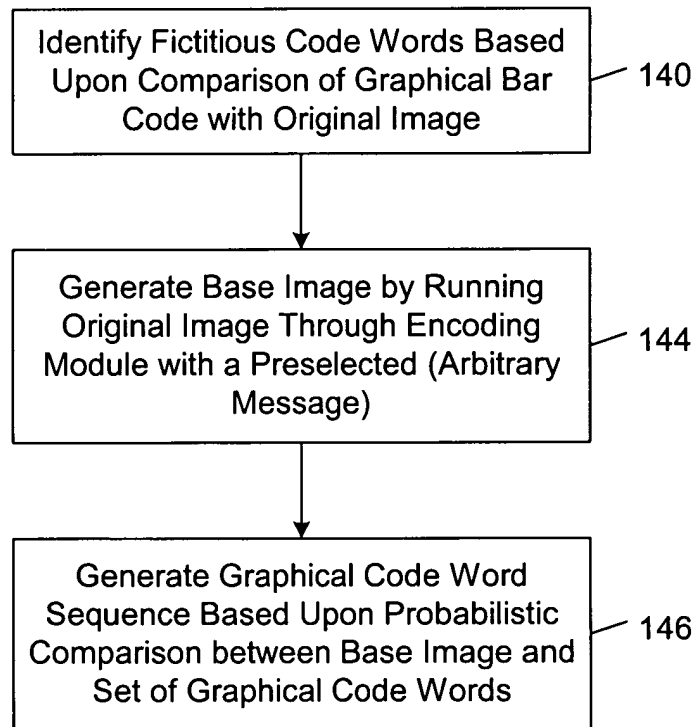 Identify Fictitious Code Words Based
Upon Comparison of Graphical Bar
Code with Original Image
140
Generate Base Image by Running
Original Image Through Encoding
Module with a Preselected (Arbitrary
Message)
144
Generate Graphical Code Word
Sequence Based Upon Probabilistic
Comparison between Base Image and
Set of Graphical Code Words
146